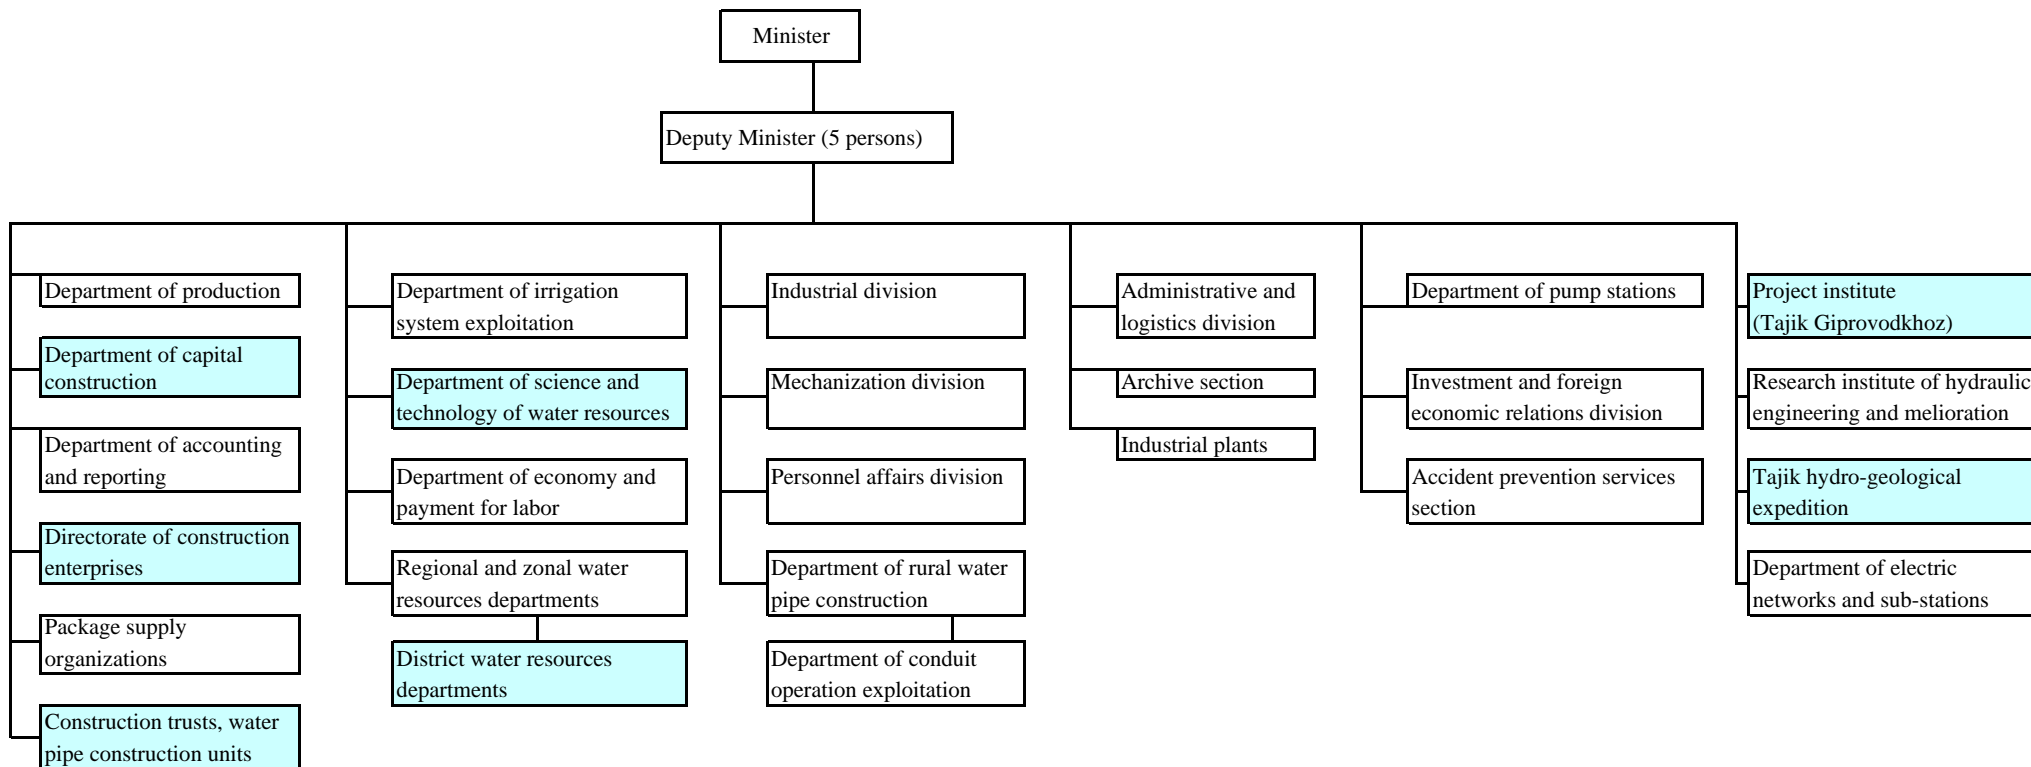 Minister
Deputy Minister (5 persons)
Department of production
Department of capital
construction
Department of accounting
and reporting
Directorate of construction
enterprises
Package supply
organizations
Construction trusts, water
pipe construction units
Department of irrigation
system exploitation
Department of science and
technology of water resources
Department of economy and
payment for labor
Regional and zonal water
resources departments
District water resources
departments
Industrial division
Mechanization division
Personnel affairs division
Department of rural water
pipe construction
Department of conduit
operation exploitation
Administrative and
logistics division
Archive section
Industrial plants
Department of pump stations
Investment and foreign
economic relations division
Accident prevention services
section
Project institute
(Tajik Giprovodkhoz)
Research institute of hydraulic
engineering and melioration
Tajik hydro-geological
expedition
Department of electric
networks and sub-stations